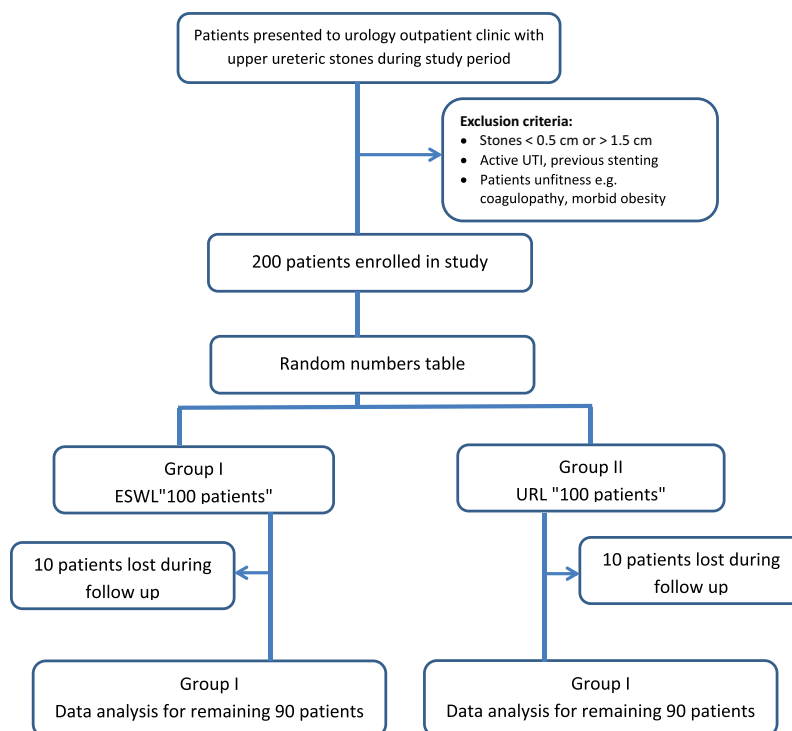 Patients presented to urology outpatient clinic with
upper ureteric stones during study period
Exclusion criteria:
• Stones < 0.5 cm or > 1.5 cm
• Active UTI, previous stenting
• Patients unfitness e.g.
coagulopathy, morbid obesity
200 patients enrolled in study
Random numbers table
Group I
ESWL"100 patients"
Group II
URL "100 patients"
10 patients lost during
follow up
10 patients lost during
follow up
Group I
Data analysis for remaining 90 patients
Group I
Data analysis for remaining 90 patients